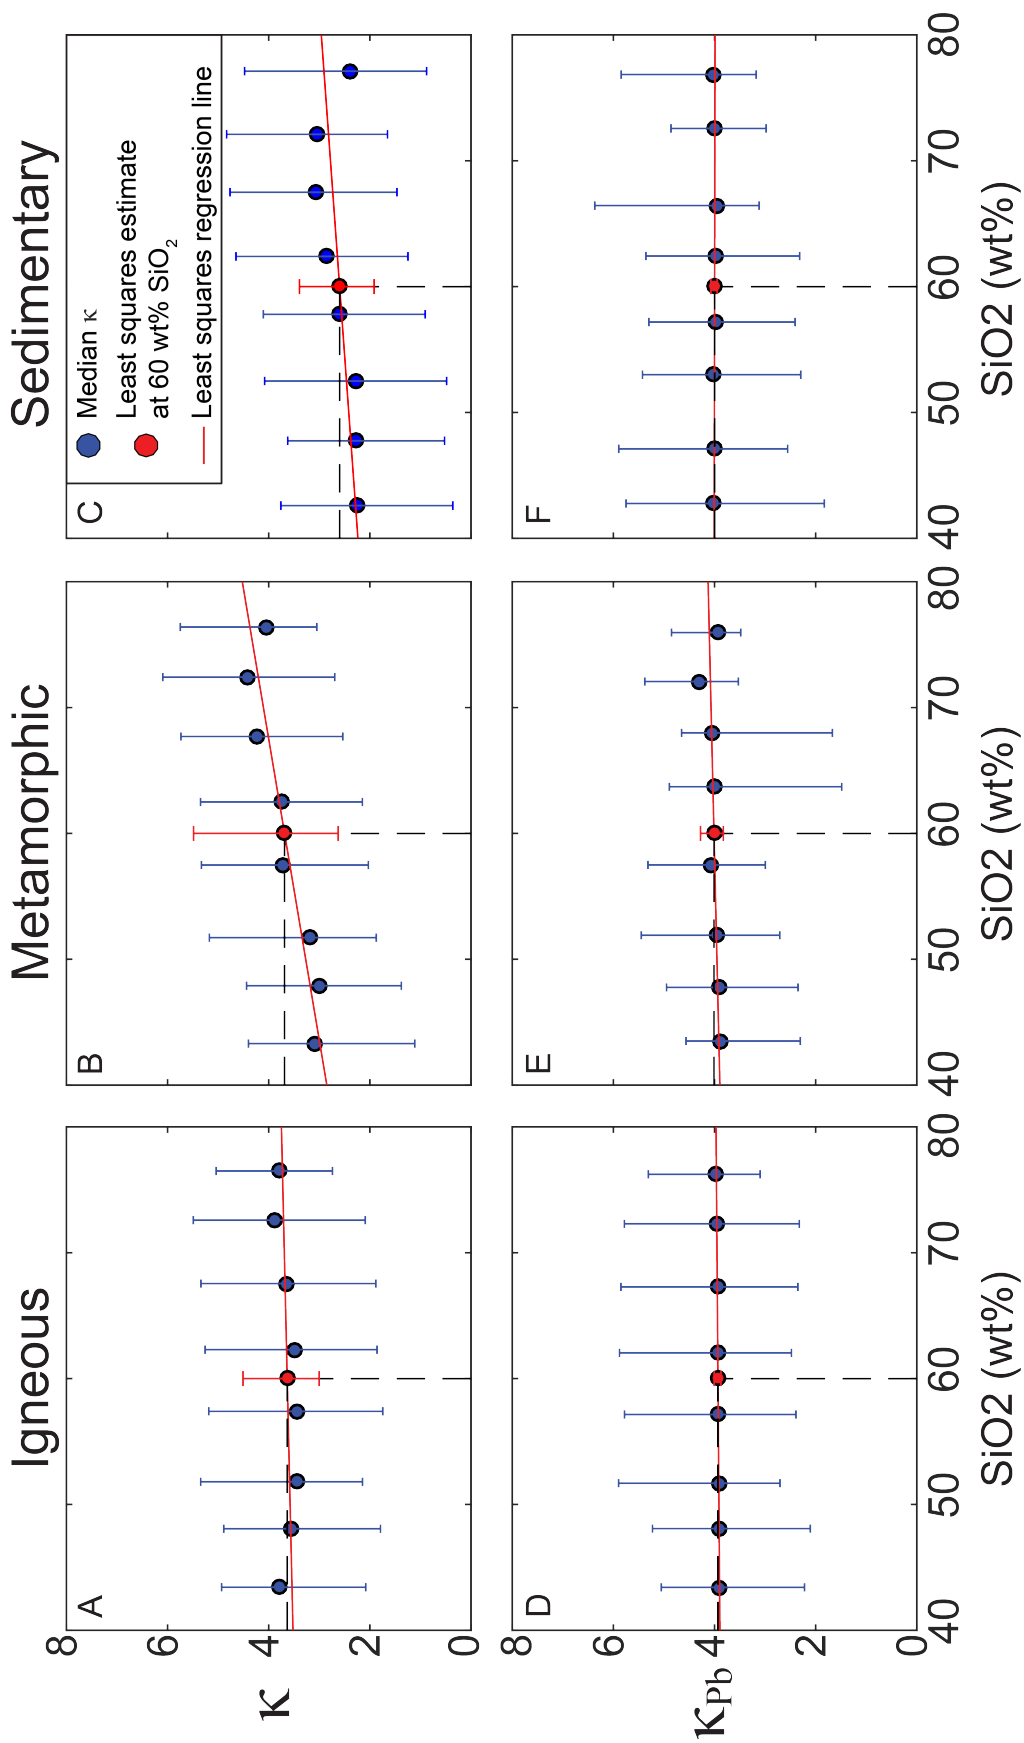 Igneous
Metamorphic
Sedimentary
A
B
C
Median κ
Least squares estimate
at 60 wt% SiO₂
Least squares regression line
κ
8
6
4
2
0
D
E
F
κPb
8
6
4
2
0
40 50 60 70 80
40 50 60 70 80
40 50 60 70 80
SiO2 (wt%)
SiO2 (wt%)
SiO2 (wt%)